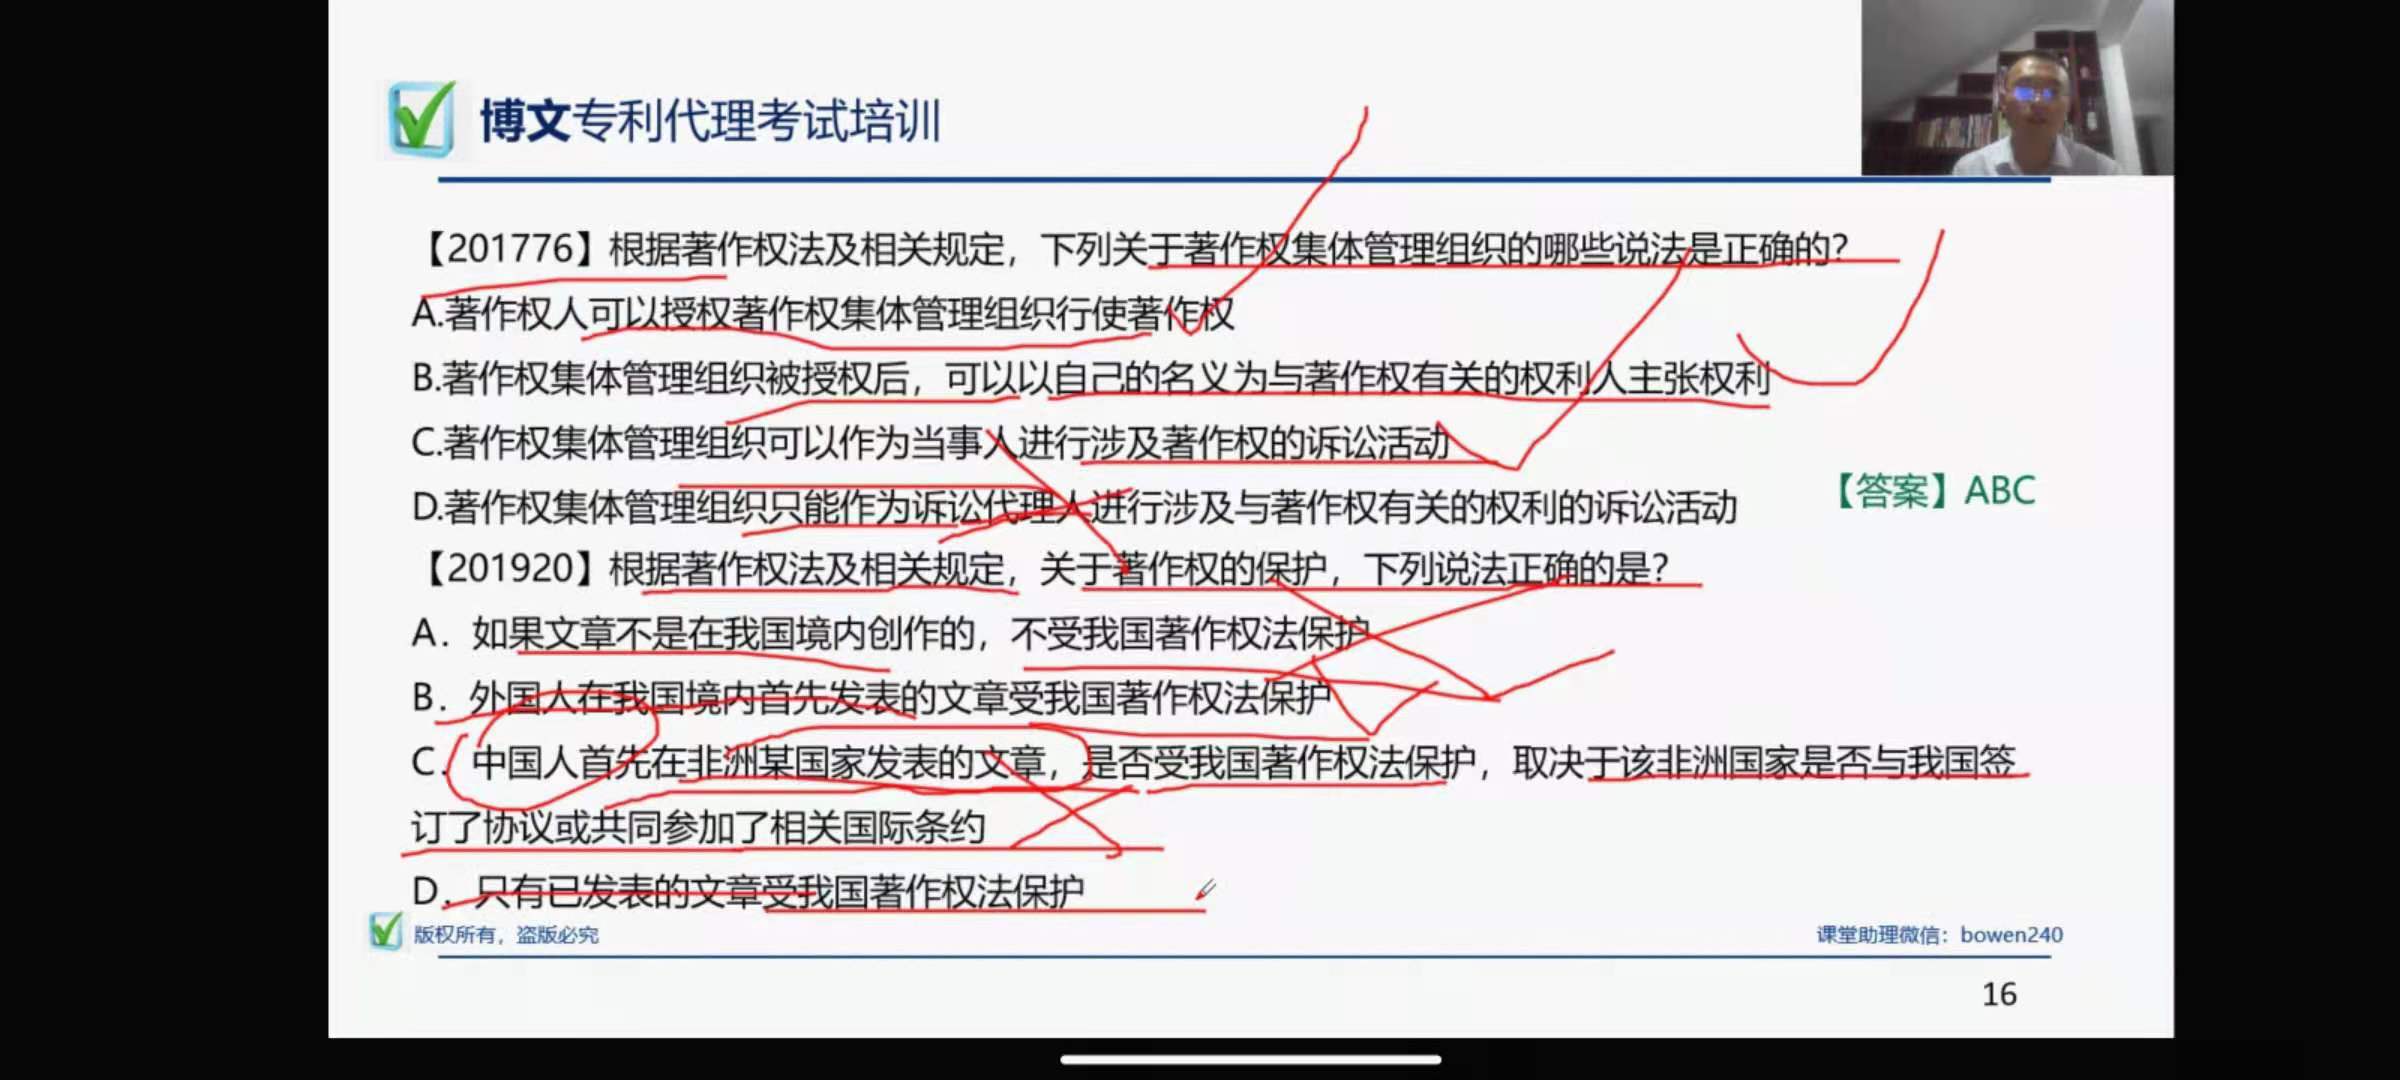 博文专利代理考试培训
【201776】根据著作权法及相关规定，下列关于著作权集体管理组织的哪些说法是正确的？
A.著作权人可以授权著作权集体管理组织行使著作权
B.著作权集体管理组织被授权后，可以以自己的名义为与著作权有关的权利人主张权利
C.著作权集体管理组织可以作为当事人进行涉及著作权的诉讼活动
D.著作权集体管理组织只能作为诉讼代理人进行涉及与著作权有关的权利的诉讼活动
【答案】ABC
【201920】根据著作权法及相关规定，关于著作权的保护，下列说法正确的是？
A．如果文章不是在我国境内创作的，不受我国著作权法保护
B．外国人在我国境内首先发表的文章受我国著作权法保护
C．中国人首先在非洲某国家发表的文章，是否受我国著作权法保护，取决于该非洲国家是否与我国签
订了协议或共同参加了相关国际条约
D．只有已发表的文章受我国著作权法保护
版权所有，盗版必究
课堂助理微信：bowen240
16